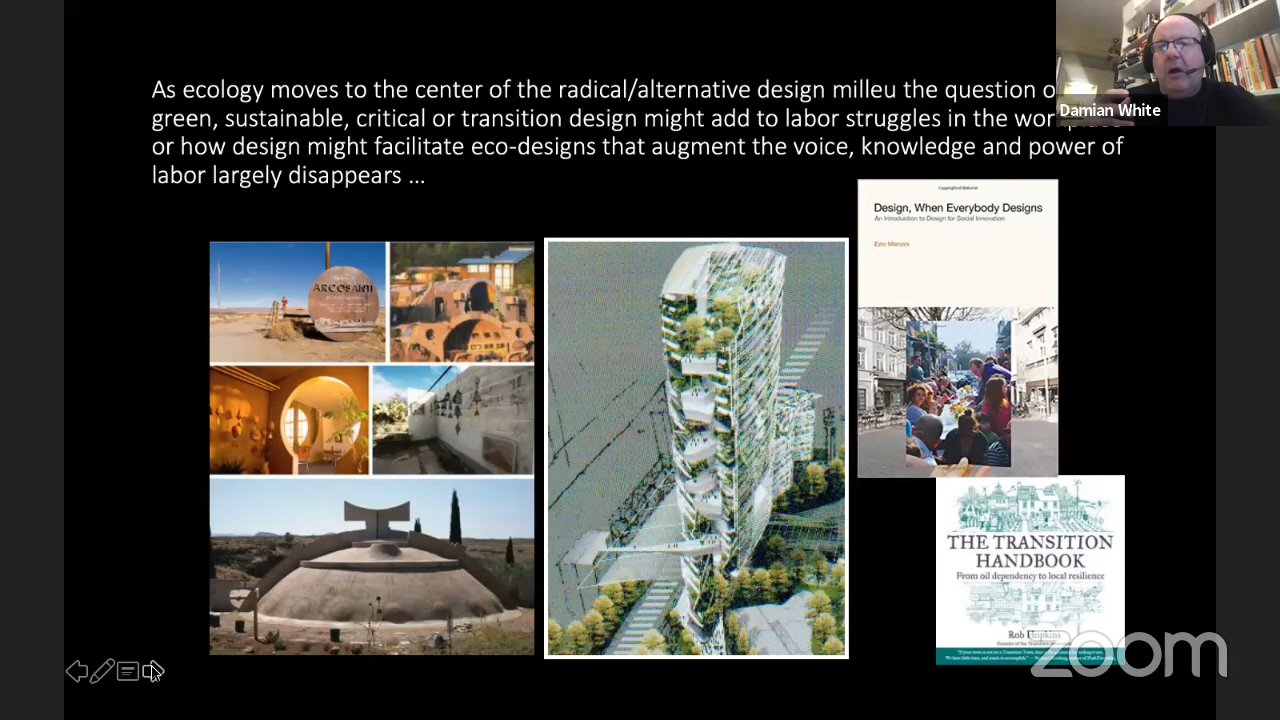 As ecology moves to the center of the radical/alternative design milleu the question o
green, sustainable, critical or transition design might add to labor struggles in the wor
or how design might facilitate eco-designs that augment the voice, knowledge and power of
labor largely disappears ...
Damian White
Copyrighted Material
Design, When Everybody Designs
An Introduction to Design for Social Innovation
Ezio Manzini
ARCOSANTI
THE TRANSITION
HANDBOOK
From oil dependency to local resilience
Rob Hopkins
zoom